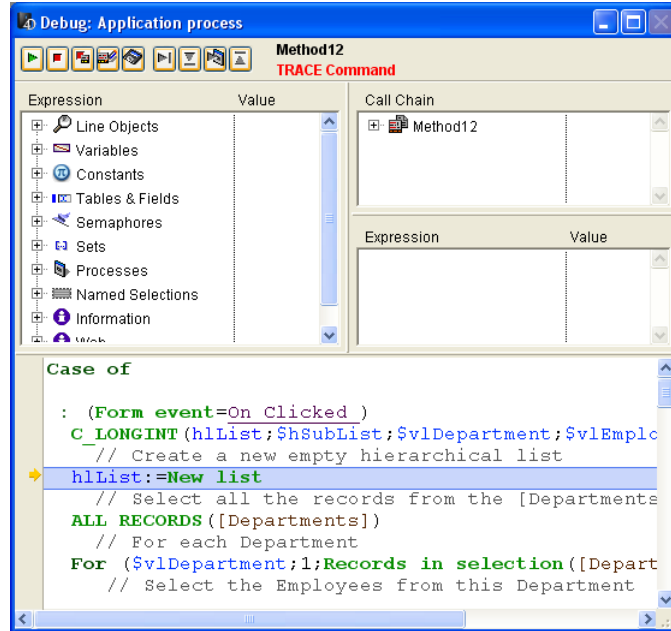 Debug: Application process
Method12
TRACE Command
Expression Value
Line Objects
Variables
Constants
Tables & Fields
Semaphores
Sets
Processes
Named Selections
Information
Web
Call Chain
Method12
Expression Value
Case of
: (Form event=On Clicked )
C_LONGINT(hlList;$hSubList;$vlDepartment;$vlEmplo
// Create a new empty hierarchical list
hlList:=New list
// Select all the records from the [Departments
ALL RECORDS([Departments])
// For each Department
For ($vlDepartment;1;Records in selection([Depart
// Select the Employees from this Department